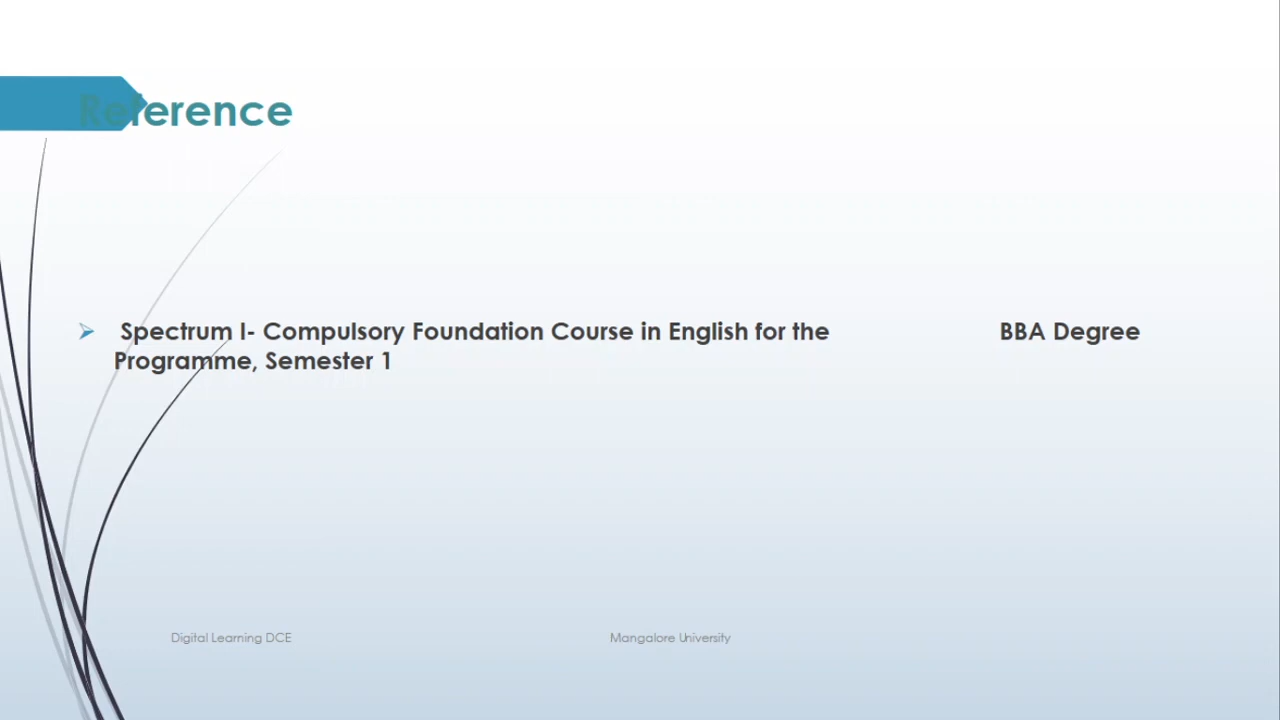 Reference
Spectrum I- Compulsory Foundation Course in English for the BBA Degree
Programme, Semester 1
Digital Learning DCE Mangalore University